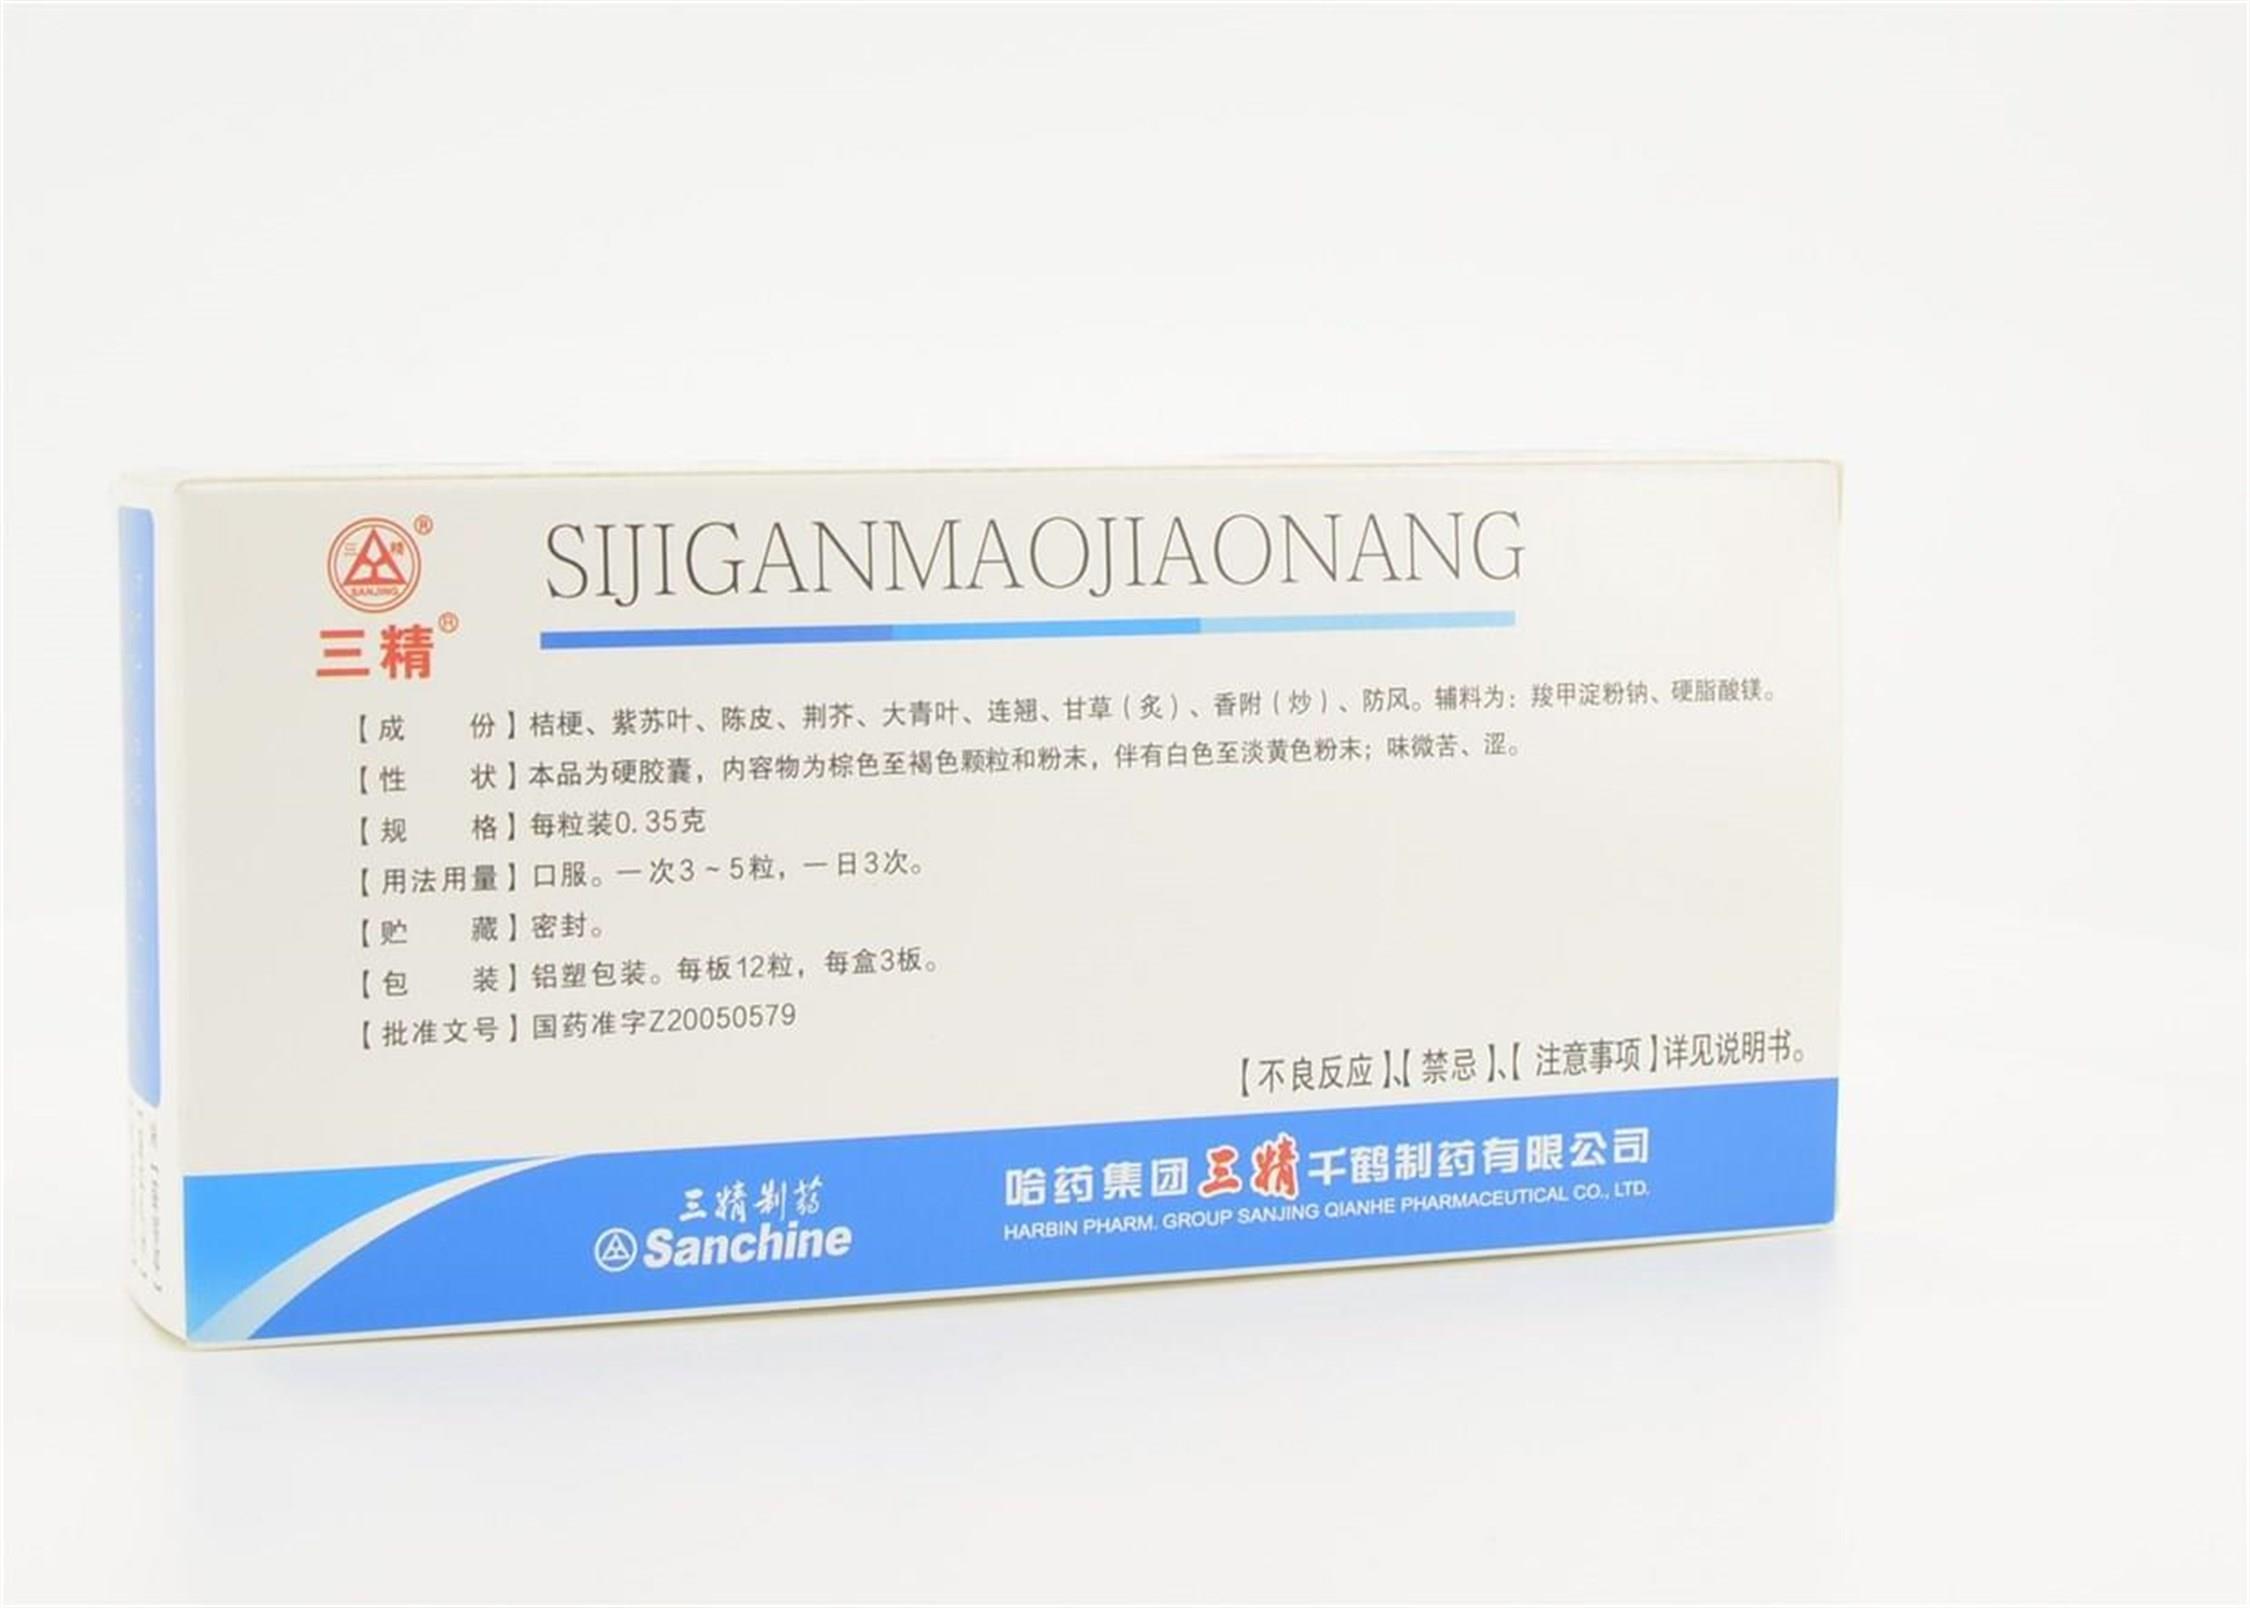 三 精
SANJING
®
三精®
SIJIGANMAOJIAONANG
【成 份】桔梗、紫苏叶、陈皮、荆芥、大青叶、连翘、甘草（炙）、香附（炒）、防风。辅料为：羧甲淀粉钠、硬脂酸镁。
【性 状】本品为硬胶囊，内容物为棕色至褐色颗粒和粉末，伴有白色至淡黄色粉末；味微苦、涩。
【规 格】每粒装0.35克
【用法用量】口服。一次3～5粒，一日3次。
【贮 藏】密封。
【包 装】铝塑包装。每板12粒，每盒3板。
【批准文号】国药准字Z20050579
【不良反应】、【禁忌】、【注意事项】详见说明书。
三精制药
Sanchine
哈药集团三精千鹤制药有限公司
HARBIN PHARM. GROUP SANJING QIANHE PHARMACEUTICAL CO., LTD.